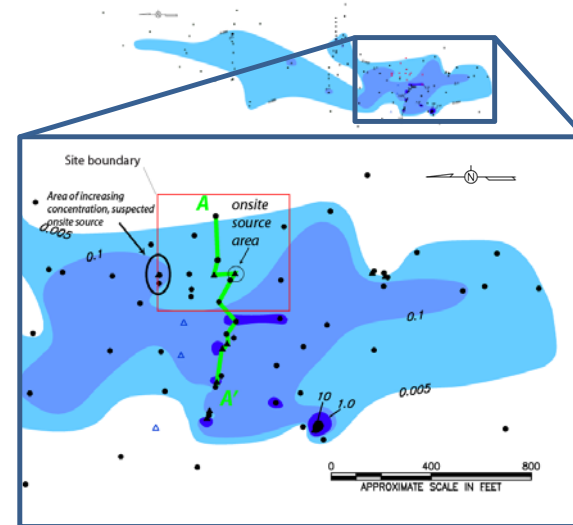 Site boundary
N
Area of increasing
concentration, suspected
onsite source
A
onsite
source
area
0.005
0.1
0.1
0.005
A'
10
1.0
0
400
800
APPROXIMATE SCALE IN FEET